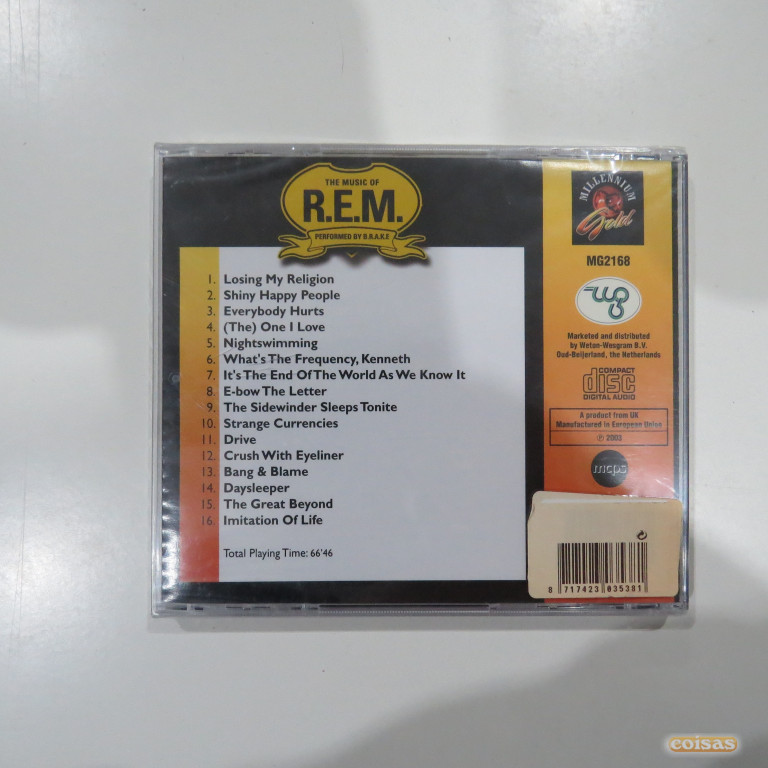 THE MUSIC OF
R.E.M.
PERFORMED BY D.R.A.K.E
1. Losing My Religion
2. Shiny Happy People
3. Everybody Hurts
4. (The) One I Love
5. Nightswimming
6. What's The Frequency, Kenneth
7. It's The End Of The World As We Know It
8. E-bow The Letter
9. The Sidewinder Sleeps Tonite
10. Strange Currencies
11. Drive
12. Crush With Eyeliner
13. Bang & Blame
14. Daysleeper
15. The Great Beyond
16. Imitation Of Life
Total Playing Time: 66'46
MILLENNIUM
Gold
MG2168
Marketed and distributed
by Weton-Wesgram B.V.
Oud-Beijerland, the Netherlands
COMPACT
disc
DIGITAL AUDIO
A product from UK
Manufactured in European Union
℗ 2003
mcps
8 717423 035381
coisas